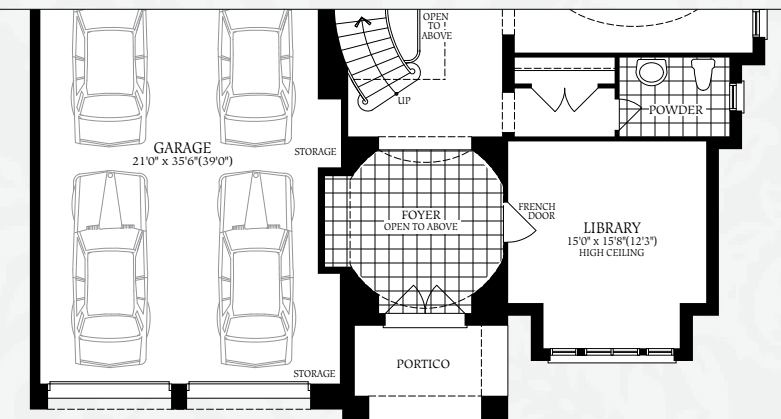 OPEN
TO
ABOVE
UP
POWDER
GARAGE
21'0" x 35'6"(39'0")
STORAGE
FOYER
OPEN TO ABOVE
FRENCH
DOOR
LIBRARY
15'0" x 15'8"(12'3")
HIGH CEILING
PORTICO
STORAGE